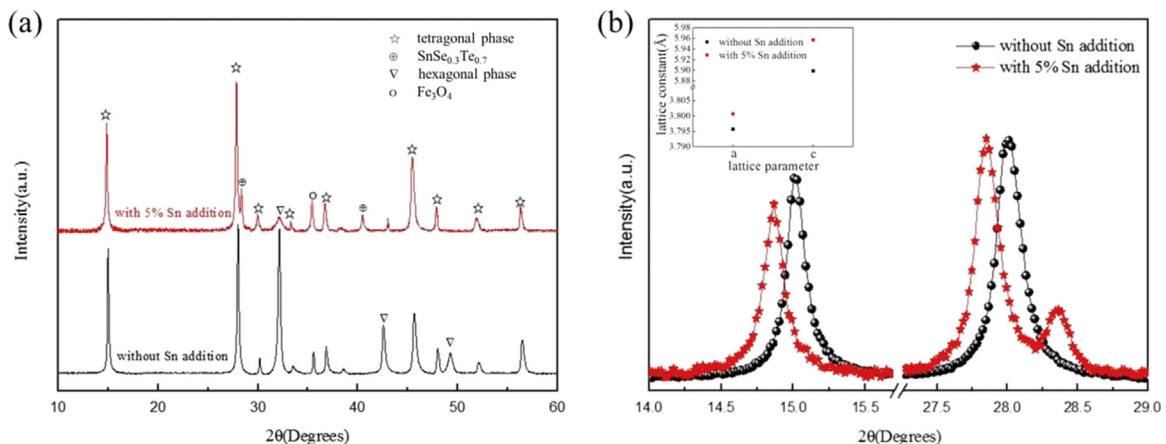 (a)
Intensity(a.u.)
☆ tetragonal phase
⊕ SnSe0.3Te0.7
▽ hexagonal phase
o Fe3O4
with 5% Sn addition
without Sn addition
10 20 30 40 50 60
2θ(Degrees)
(b)
Intensity(a.u.)
lattice constant(Å)
5.98
5.96
5.94
5.92
5.90
5.88
3.805
3.800
3.795
3.790
without Sn addition
with 5% Sn addition
a c
lattice parameter
without Sn addition
with 5% Sn addition
14.0 14.5 15.0 15.5 27.5 28.0 28.5 29.0
2θ(Degrees)